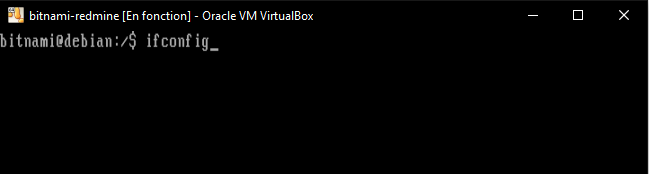 bitnami-redmine [En fonction] - Oracle VM VirtualBox
bitnami@debian:/$ ifconfig_